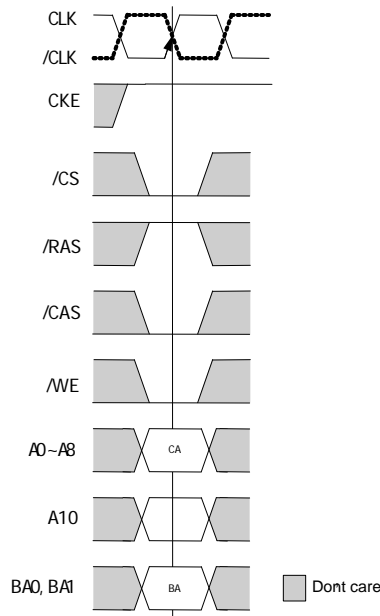 CLK
/CLK
CKE
/CS
/RAS
/CAS
/WE
A0~A8
CA
A10
BA0, BA1
BA
Dont care